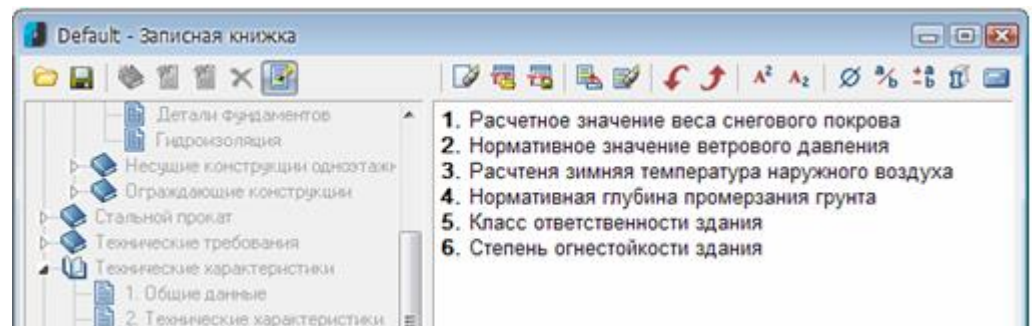 Default - Записная книжка
Детали фундаментов
Гидроизоляция
Несущие конструкции одноэтажн
Ограждающие конструкции
Стальной прокат
Технические требования
Технические характеристики
1. Общие данные
2. Технические характеристики
1. Расчетное значение веса снегового покрова
2. Нормативное значение ветрового давления
3. Расчтеня зимняя температура наружного воздуха
4. Нормативная глубина промерзания грунта
5. Класс ответственности здания
6. Степень огнестойкости здания